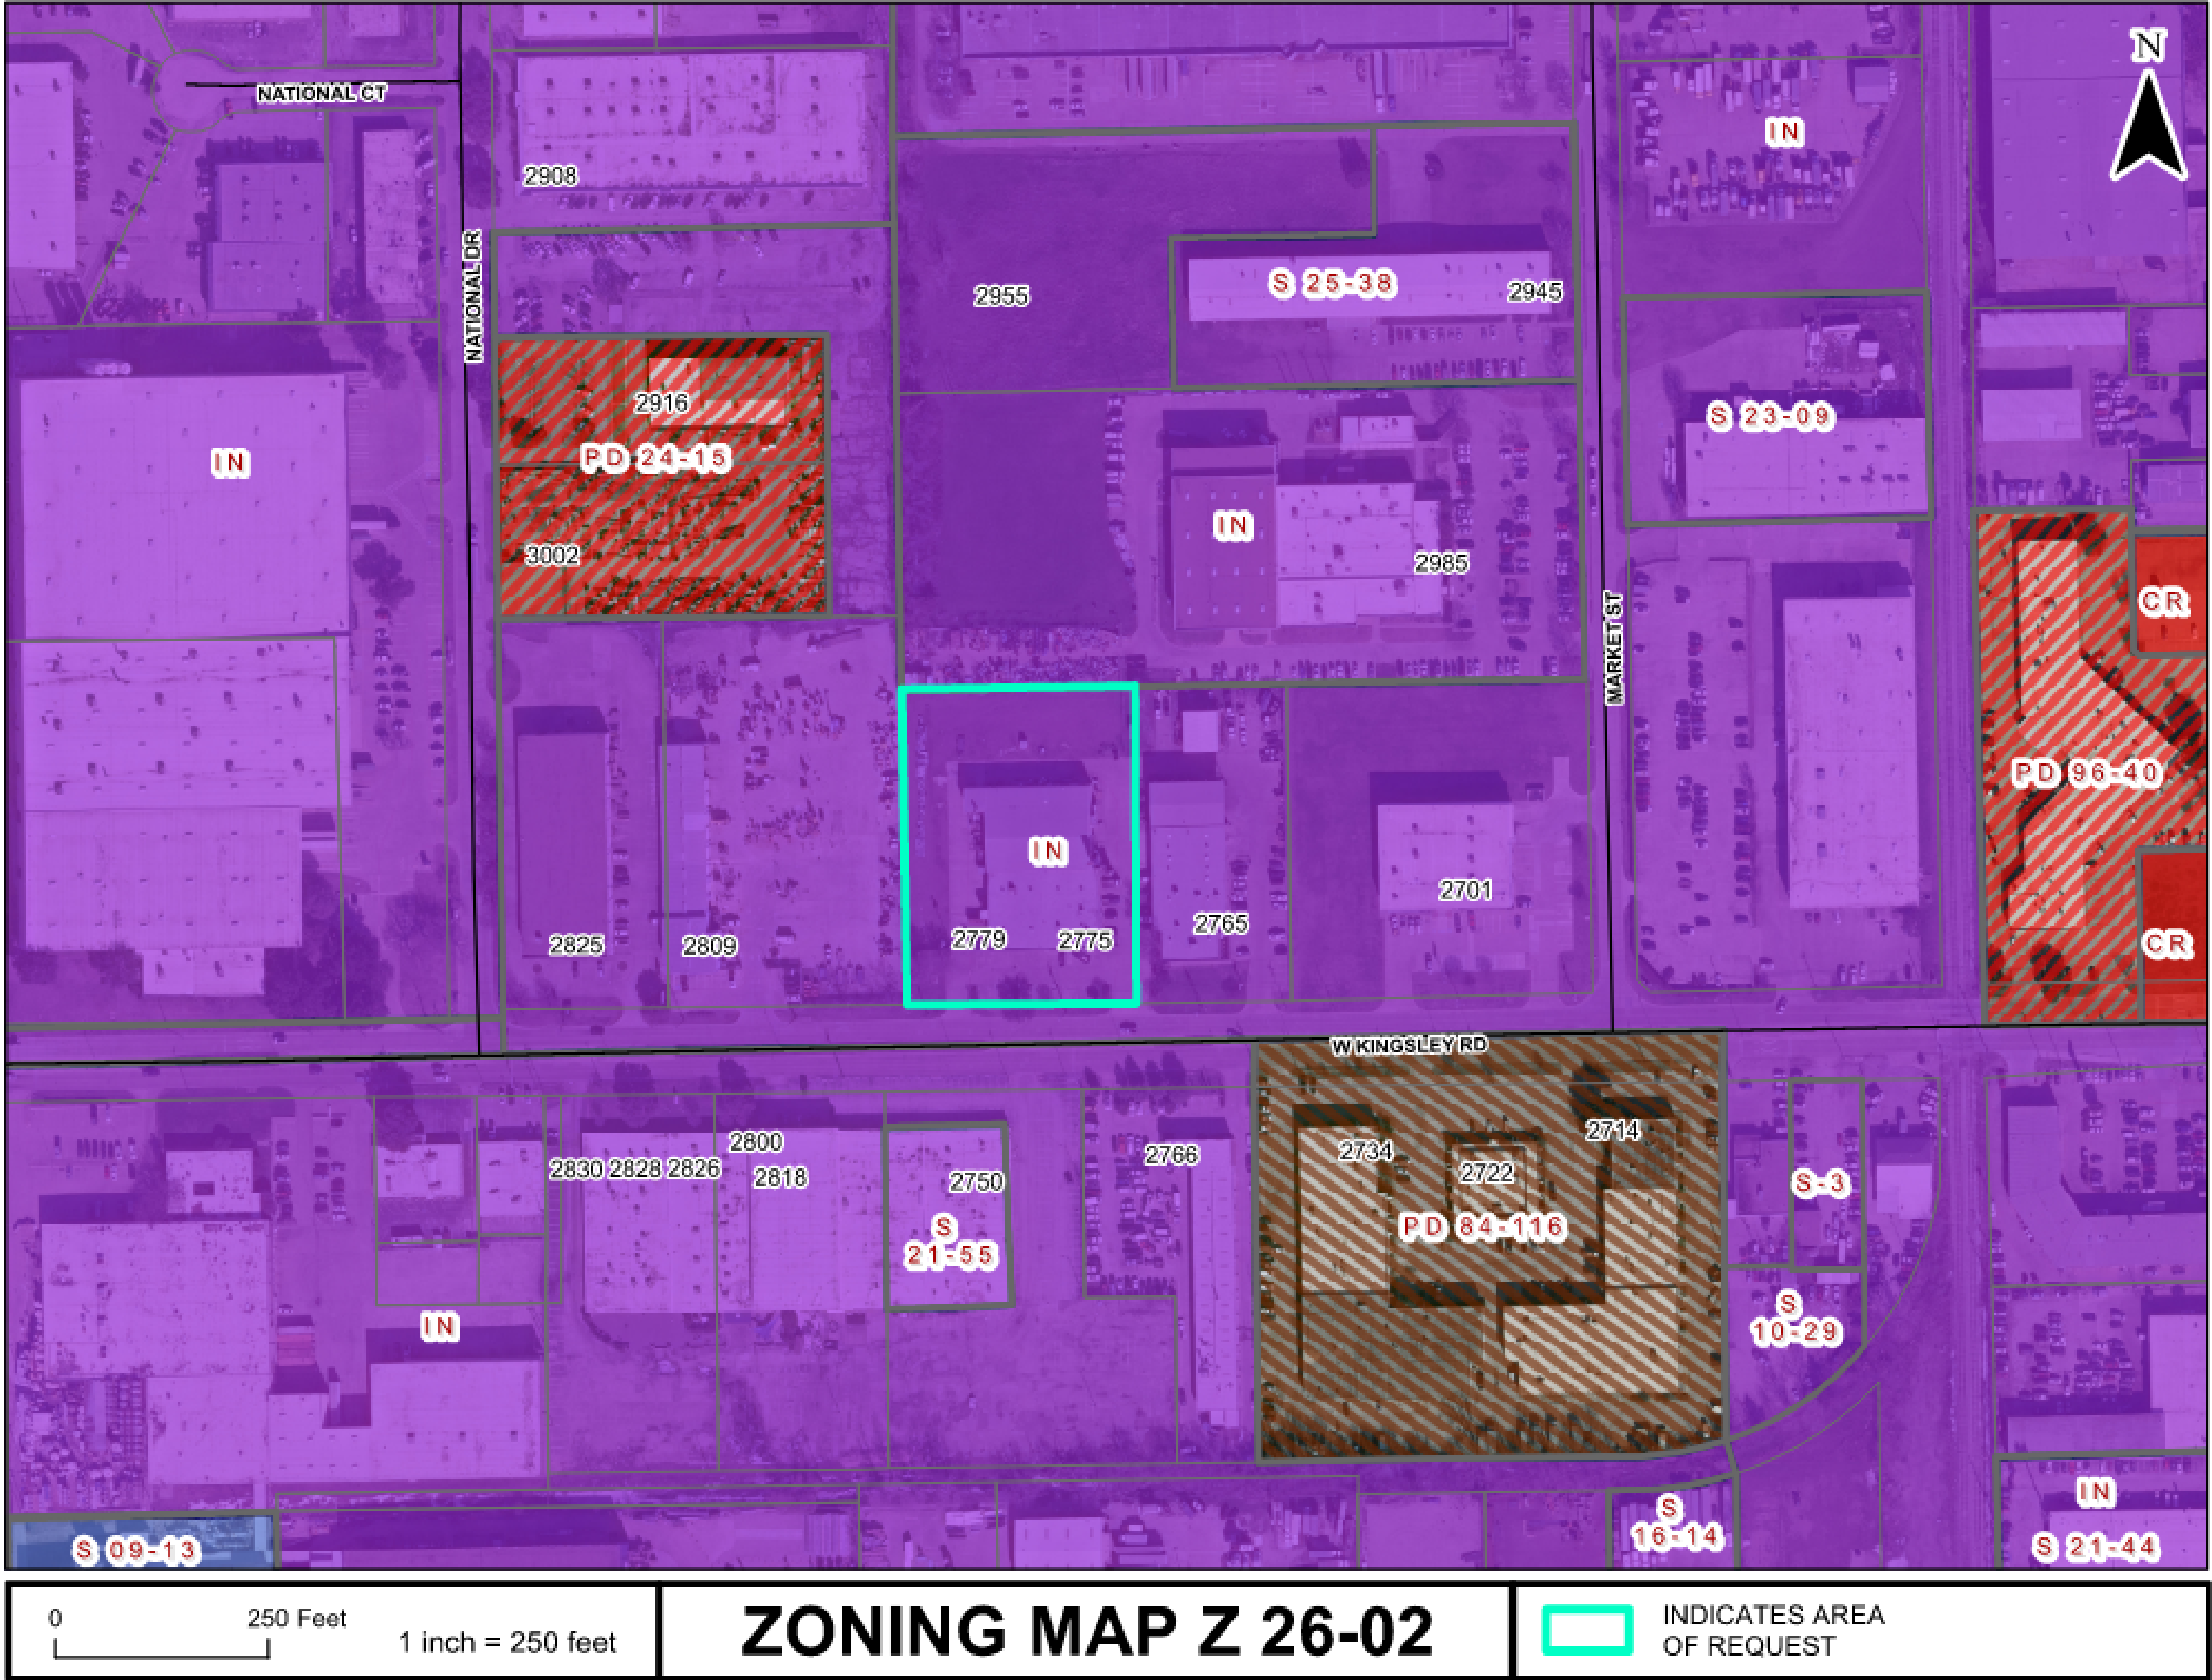 N
NATIONAL CT
IN
2908
NATIONAL DR
2955
S 25-38
2945
2916
S 23-09
PD 24-15
IN
IN
3002
2985
CR
MARKET ST
PD 96-40
IN
2701
2765
2779
2775
2825
2809
CR
W KINGSLEY RD
2800
2714
2734
2766
2830 2828 2826
2818
2750
2722
S-3
S
21-55
PD 84-116
S
10-29
IN
IN
S
16-14
S 09-13
S 21-44
0
250 Feet
1 inch = 250 feet
ZONING MAP Z 26-02
INDICATES AREA
OF REQUEST